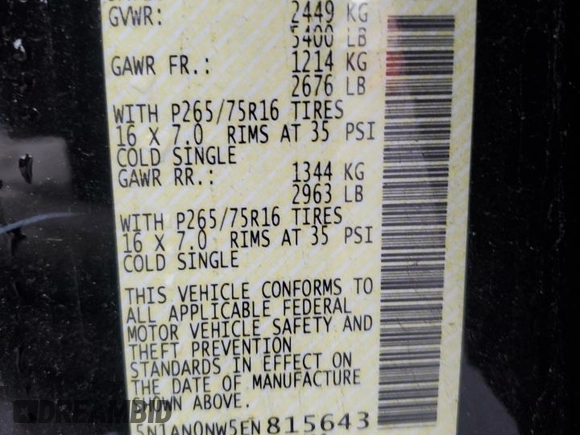 GVWR: 2449 KG
5400 LB
GAWR FR.: 1214 KG
2676 LB
WITH P265/75R16 TIRES
16 X 7.0 RIMS AT 35 PSI
COLD SINGLE
GAWR RR.: 1344 KG
2963 LB
WITH P265/75R16 TIRES
16 X 7.0 RIMS AT 35 PSI
COLD SINGLE
THIS VEHICLE CONFORMS TO
ALL APPLICABLE FEDERAL
MOTOR VEHICLE SAFETY AND
THEFT PREVENTION
STANDARDS IN EFFECT ON
THE DATE OF MANUFACTURE
SHOWN ABOVE.
5N1AN0NW5EN815643
DREAMBID